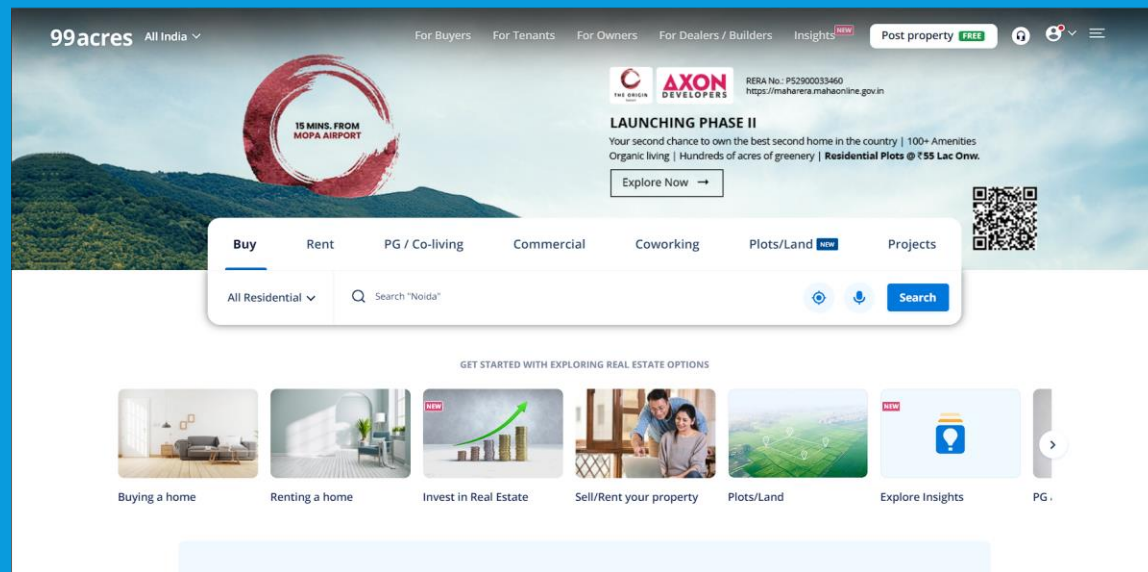 99acres All India
For Buyers For Tenants For Owners For Dealers / Builders Insights NEW Post property FREE
15 MINS. FROM
MOPA AIRPORT
THE ORIGIN
AXON
DEVELOPERS
RERA No.: P52900033460
https://maharera.mahaonline.gov.in
LAUNCHING PHASE II
Your second chance to own the best second home in the country | 100+ Amenities
Organic living | Hundreds of acres of greenery | Residential Plots @ ₹55 Lac Onw.
Explore Now →
Buy Rent PG / Co-living Commercial Coworking Plots/Land NEW Projects
All Residential Search "Noida" Search
GET STARTED WITH EXPLORING REAL ESTATE OPTIONS
NEW NEW
Buying a home Renting a home Invest in Real Estate Sell/Rent your property Plots/Land Explore Insights PG